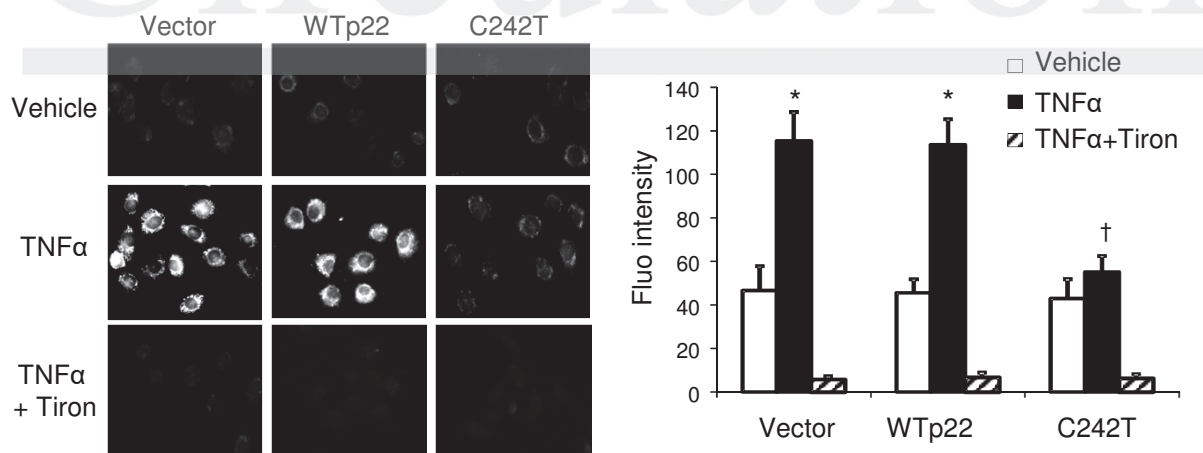 Circulation
Vector WTp22 C242T
Vehicle
TNFα
TNFα
+ Tiron
Vehicle
TNFα
TNFα+Tiron
Fluo intensity
140
120
100
80
60
40
20
0
* * †
Vector WTp22 C242T